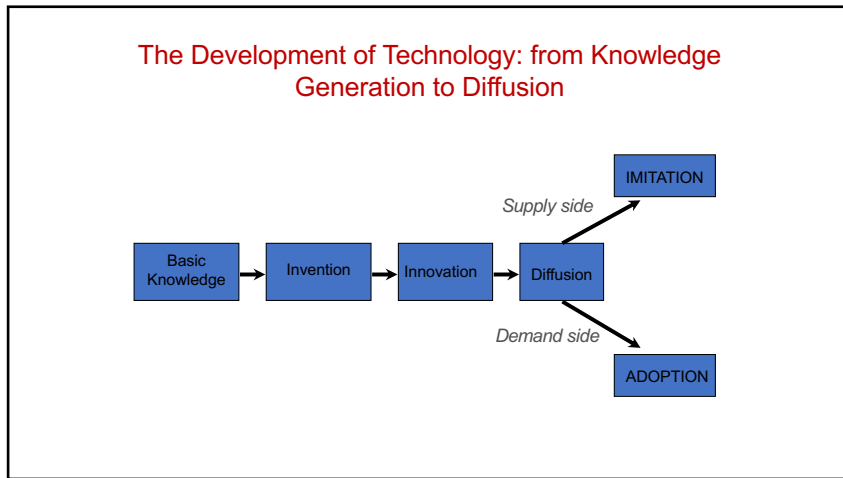 The Development of Technology: from Knowledge
Generation to Diffusion
IMITATION
Supply side
Basic
Knowledge
Invention
Innovation
Diffusion
Demand side
ADOPTION